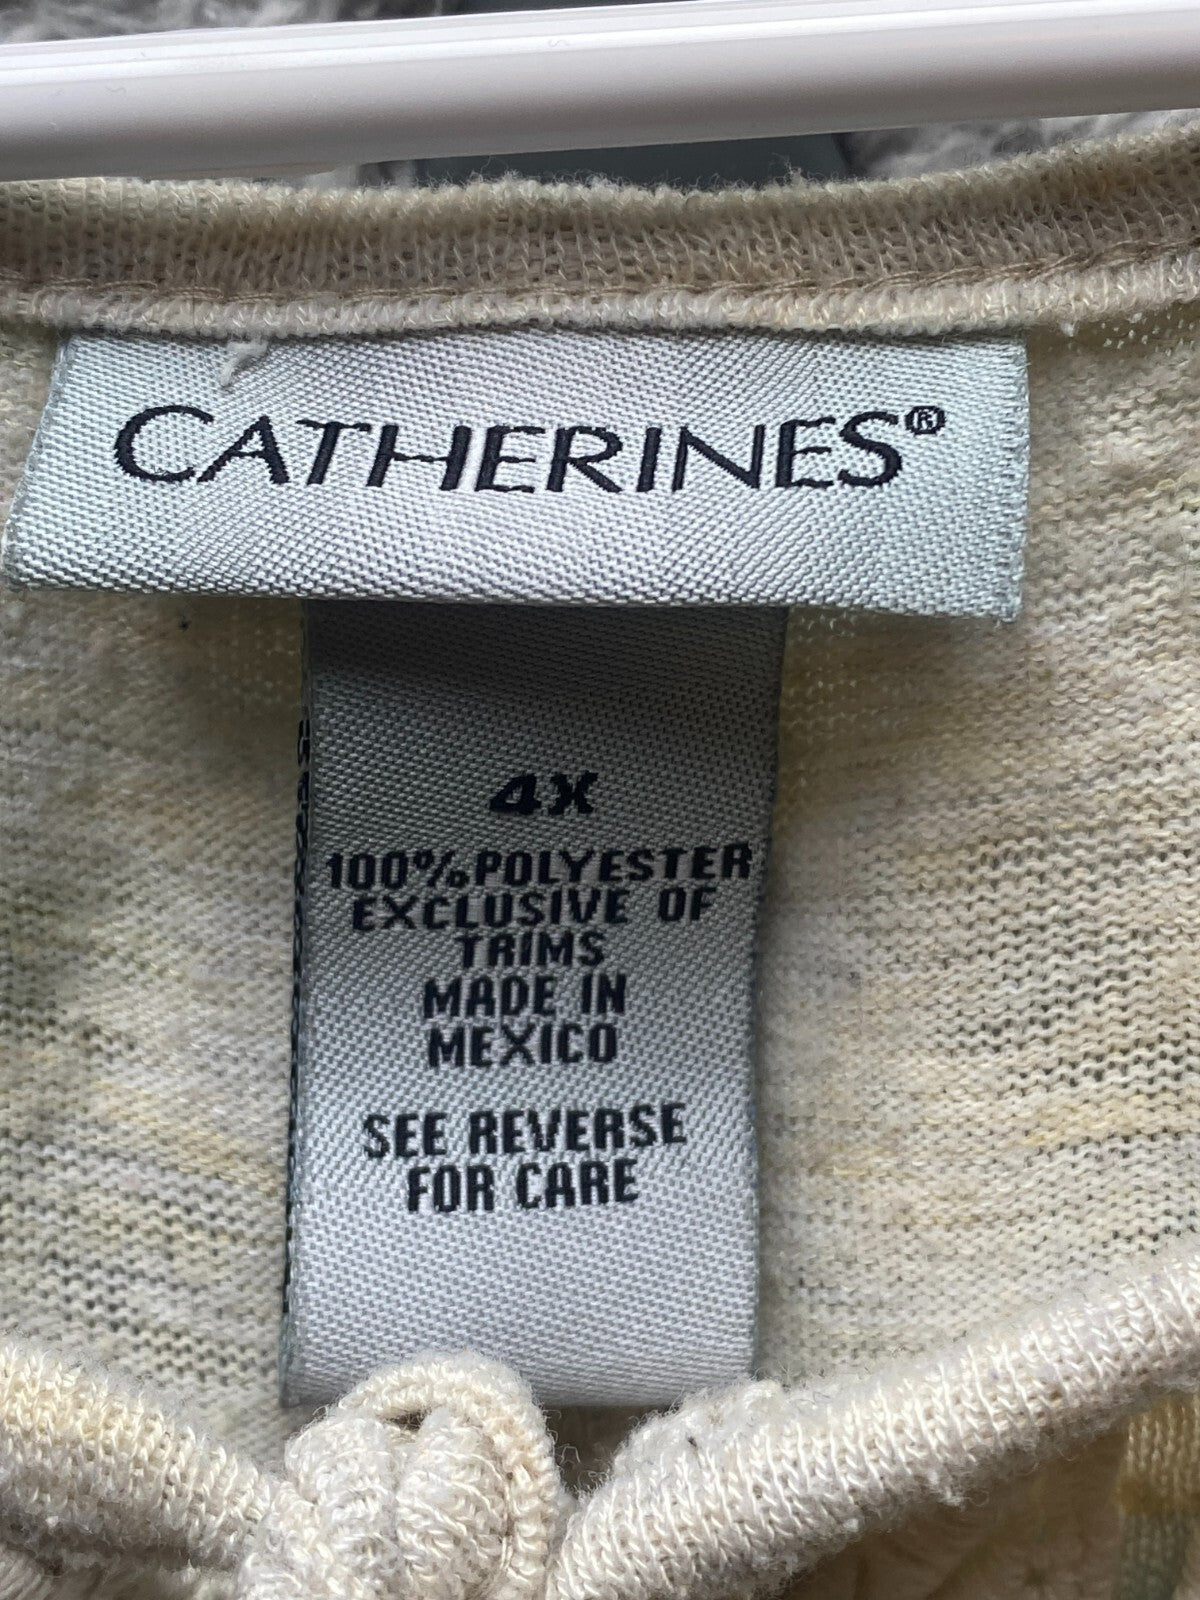 CATHERINES®
4X
100% POLYESTER
EXCLUSIVE OF
TRIMS
MADE IN
MEXICO
SEE REVERSE
FOR CARE